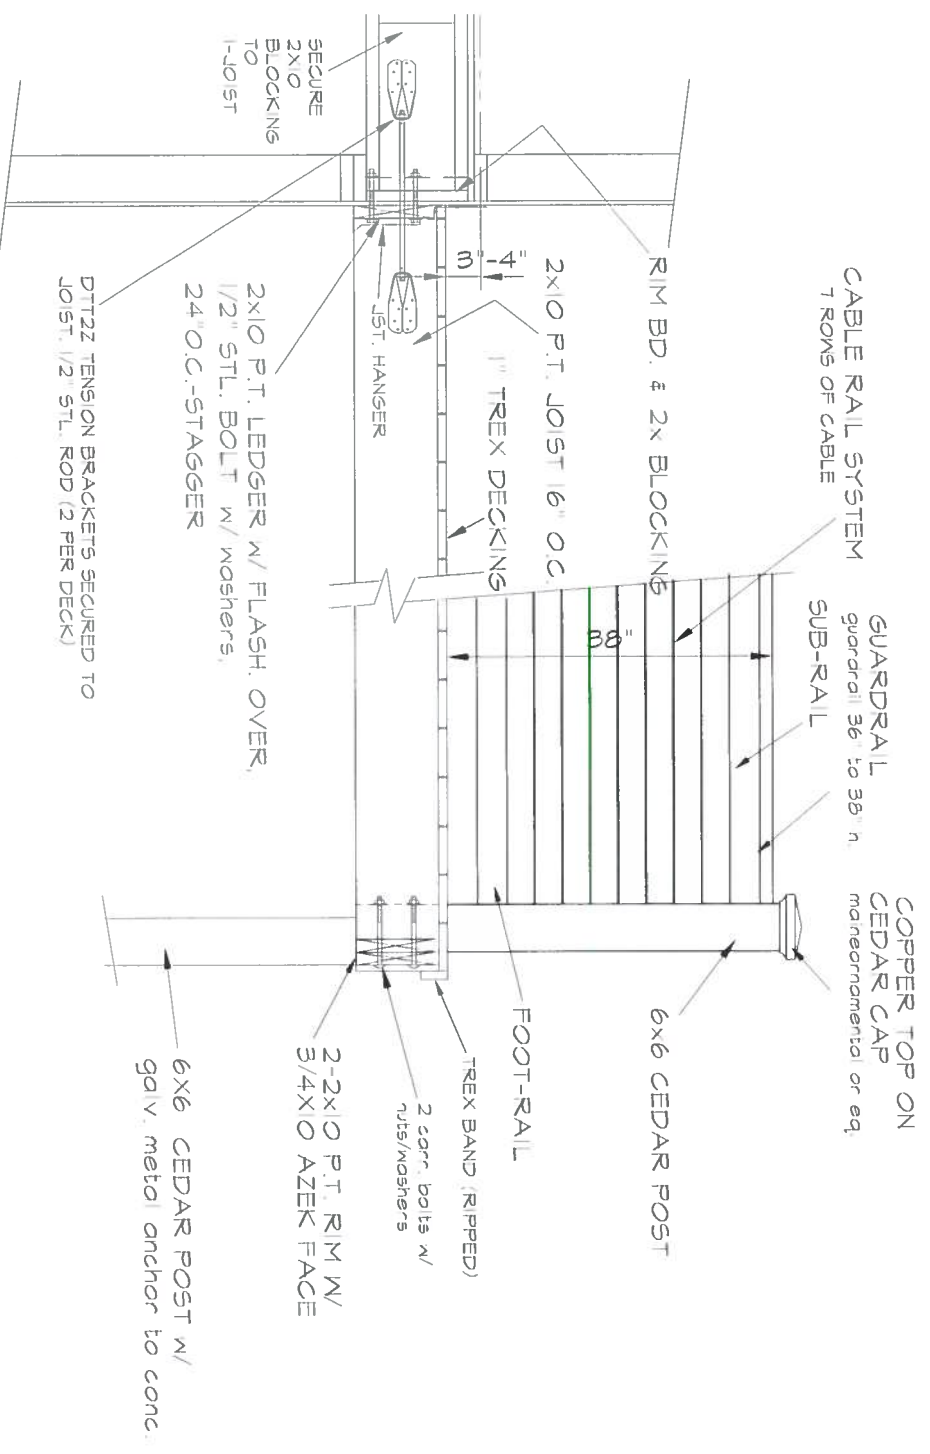 COPPER TOP ON
CEDAR CAP
maineornamental or eq.
GUARDRAIL
guardrail 36" to 38" h.
SUB-RAIL
CABLE RAIL SYSTEM
7 ROWS OF CABLE
6x6 CEDAR POST
RIM BD. & 2x BLOCKING
2x10 P.T. JOIST 16" O.C.
1" TREX DECKING
38"
3"-4"
FOOT-RAIL
TREX BAND (RIPPED)
2 carr. bolts w/
nuts/washers
JST. HANGER
2-2x10 P.T. RIM W/
3/4X10 AZEK FACE
SECURE
2X10
BLOCKING
TO
I-JOIST
2x10 P.T. LEDGER w/ FLASH. OVER,
1/2" STL. BOLT w/ washers,
24"O.C.-STAGGER
6X6 CEDAR POST w/
galv. metal anchor to conc.
DTT2Z TENSION BRACKETS SECURED TO
JOIST. 1/2" STL. ROD (2 PER DECK)